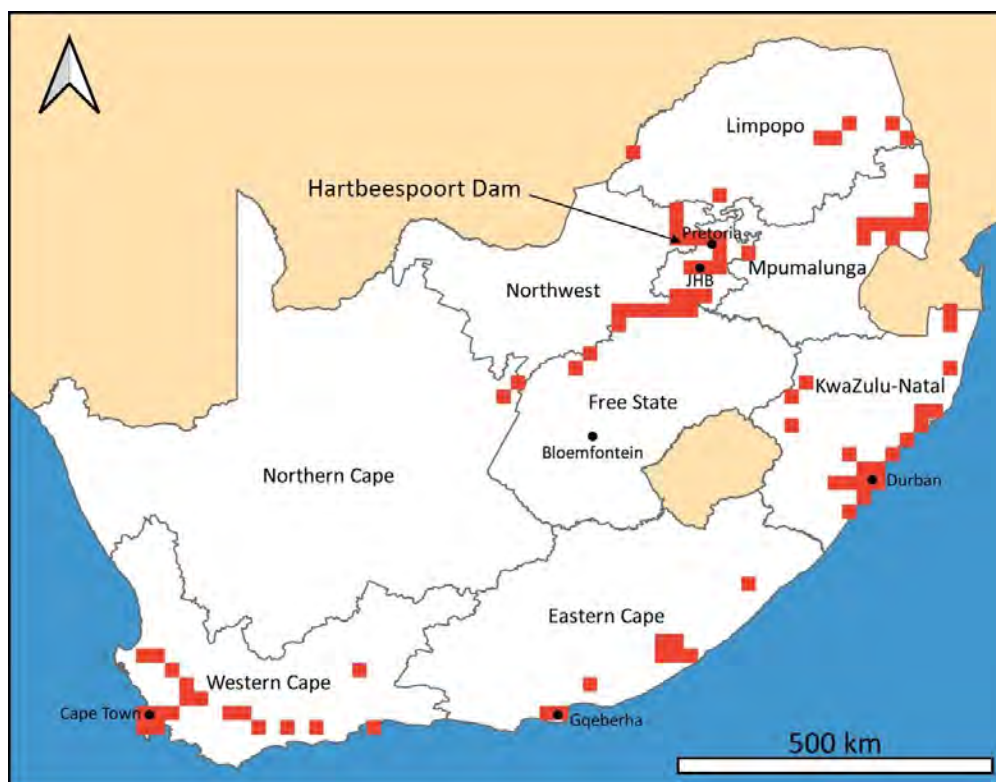 Limpopo
Hartbeespoort Dam
Pretoria
JHB
Mpumalunga
Northwest
KwaZulu-Natal
Free State
Bloemfontein
Northern Cape
Durban
Eastern Cape
Western Cape
Cape Town
Gqeberha
500 km